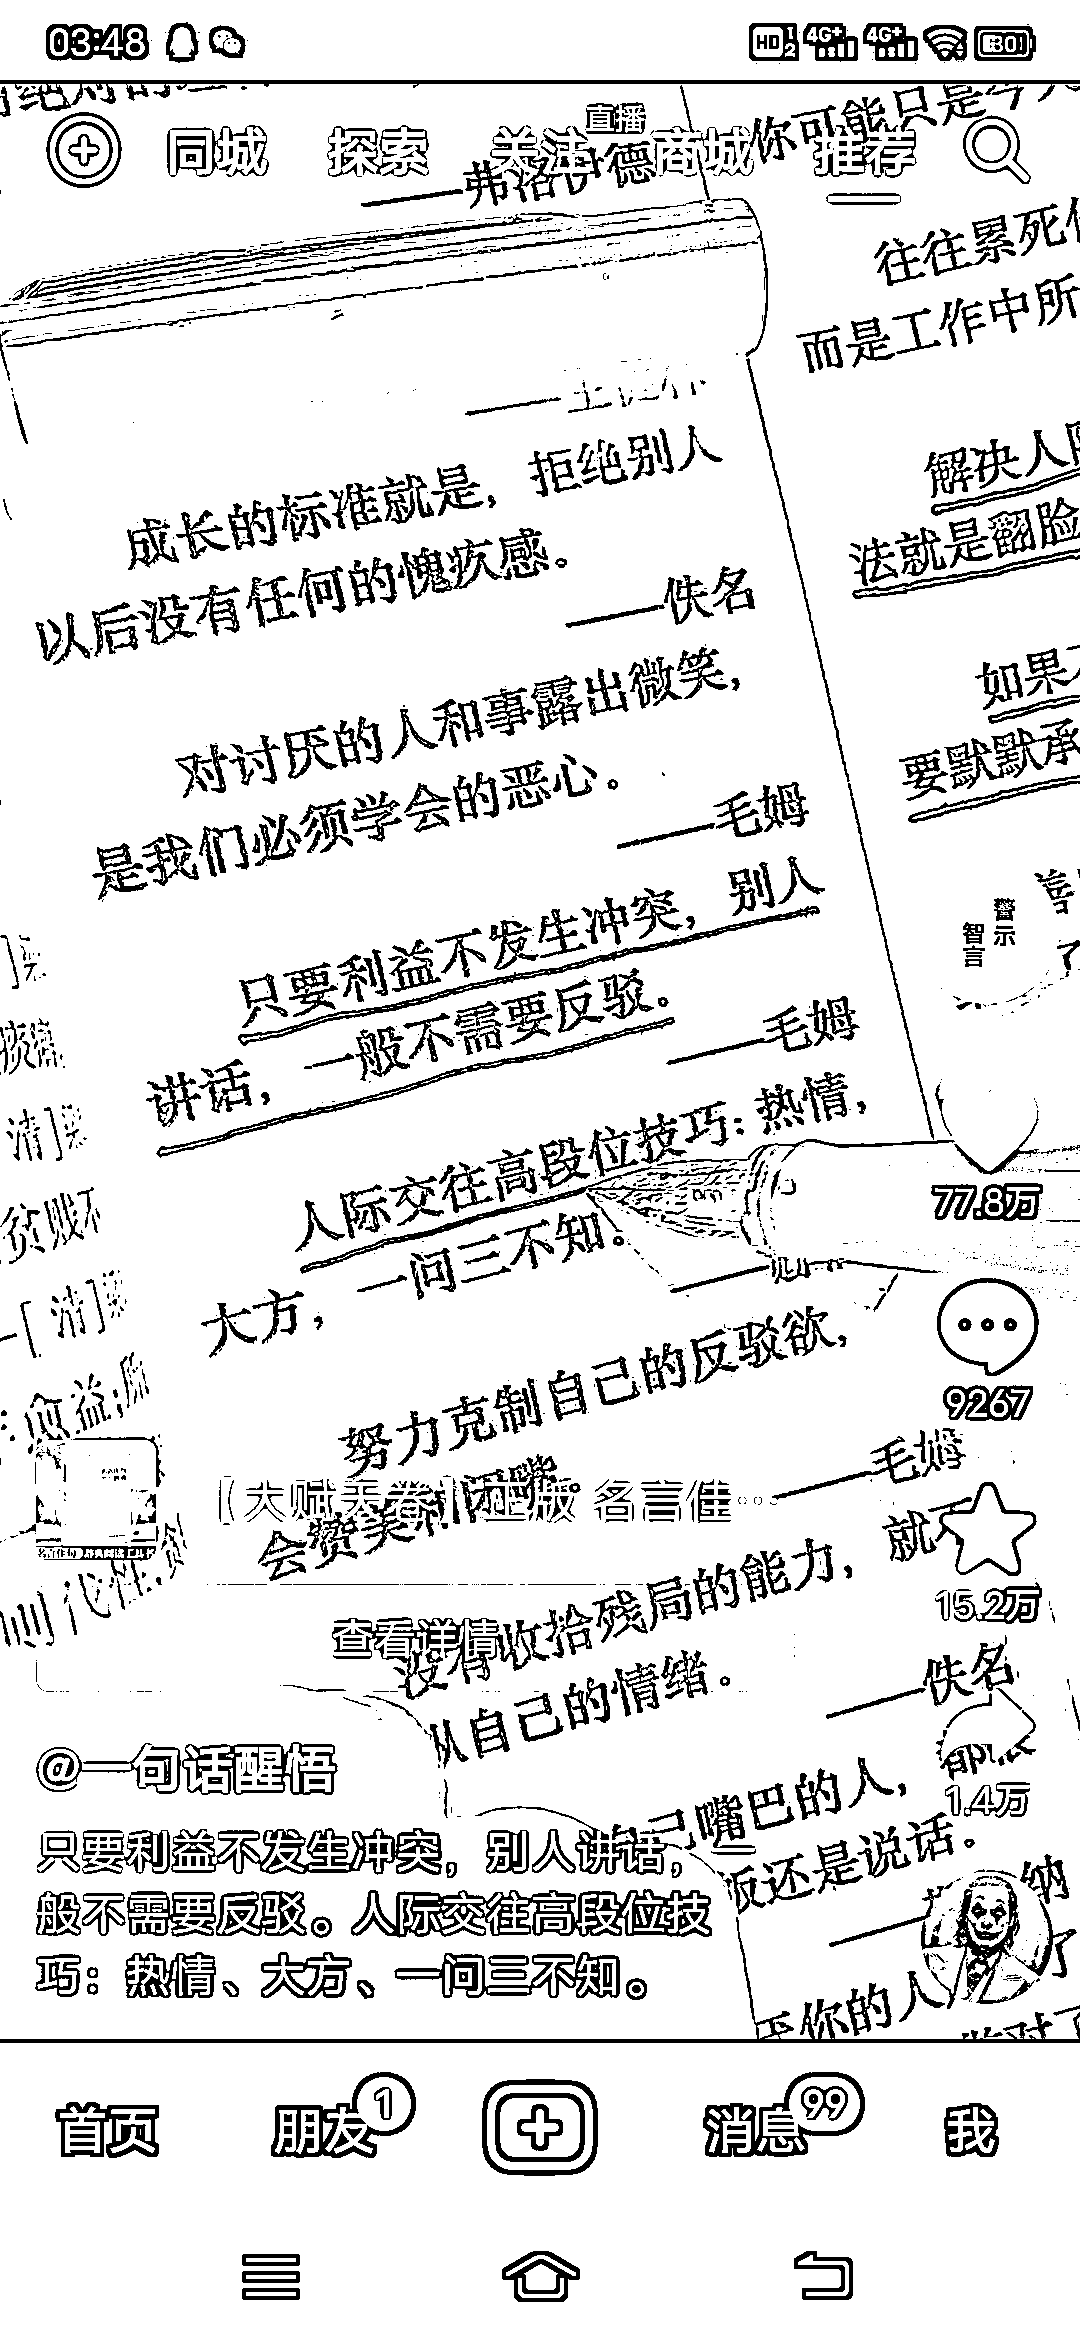 03:48
HD 1 2 4G+ 4G+ 80
同城 探索 关注 直播 商城 推荐
你可能只是
——弗洛伊德
往往累死
而是工作中所
成长的标准就是，拒绝别人
以后没有任何的愧疚感。
——佚名
解决人
法就是翻脸
对讨厌的人和事露出微笑，
是我们必须学会的恶心。
——毛姆
如果
要默默承
只要利益不发生冲突，别人
讲话，一般不需要反驳。
——毛姆
警示
智言
人际交往高段位技巧：热情，
大方，一问三不知。
77.8万
努力克制自己的反驳欲，
会赞美和闭嘴。
——毛姆
9267
【大赋天卷】正版 名言佳...
没有收拾残局的能力，就不
从自己的情绪。
——佚名
15.2万
查看详情
己嘴巴的人，
饭还是说话。
1.4万
@一句话醒悟
只要利益不发生冲突，别人讲话，一
般不需要反驳。人际交往高段位技
巧：热情、大方、一问三不知。
你的人
首页 朋友 1 消息 99 我